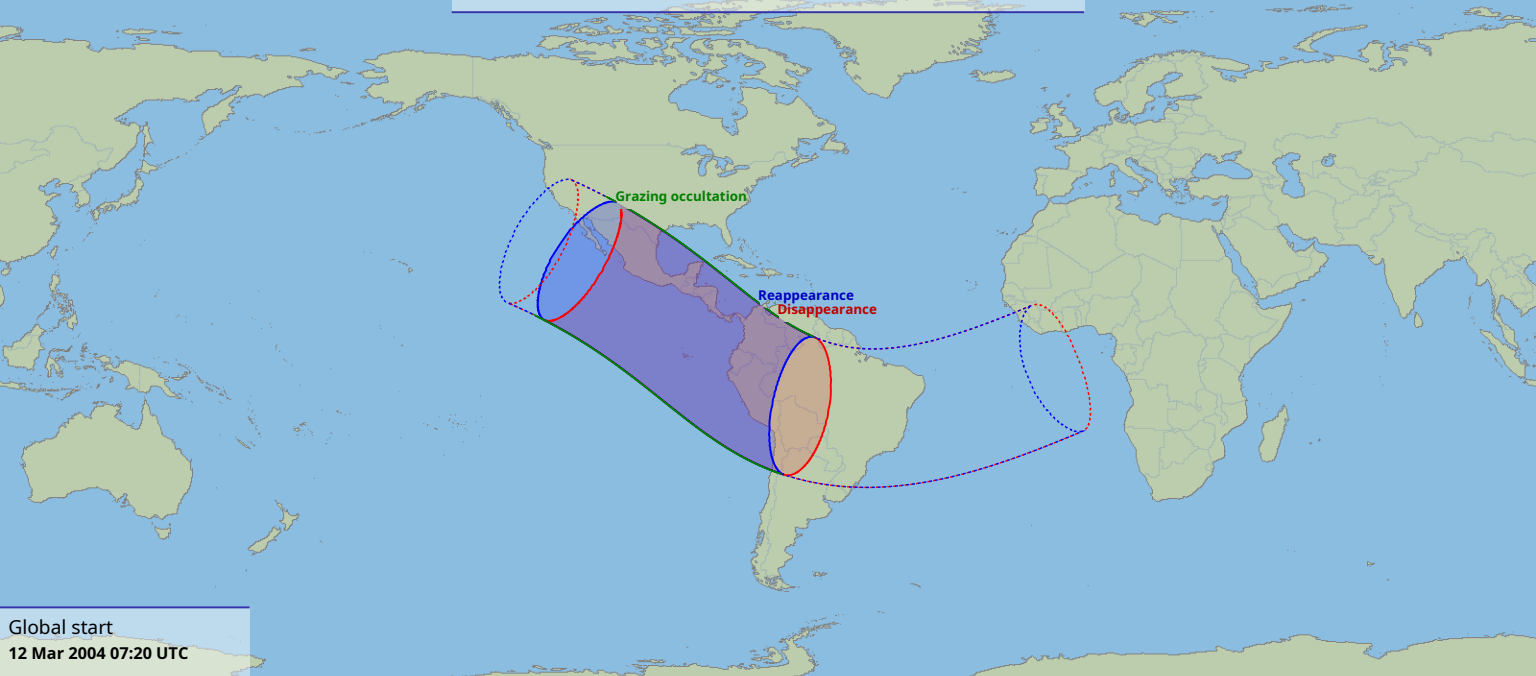 Grazing occultation
Reappearance
Disappearance
Global start
12 Mar 2004 07:20 UTC